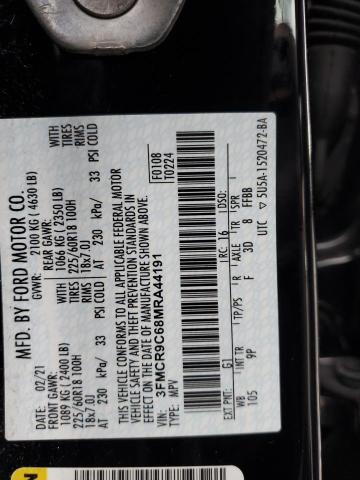 MFD. BY FORD MOTOR CO.
DATE: 02/21 GVWR: 2100 KG ( 4630 LB)
FRONT GAWR: REAR GAWR:
1089 KG ( 2400 LB) 1066 KG ( 2350 LB) WITH
225/60R18 100H 225/60R18 100H TIRES
18x7.0J 18x7.0J RIMS
AT 230 kPa/ 33 PSI COLD AT 230 kPa/ 33 PSI COLD
THIS VEHICLE CONFORMS TO ALL APPLICABLE FEDERAL MOTOR
VEHICLE SAFETY AND THEFT PREVENTION STANDARDS IN
EFFECT ON THE DATE OF MANUFACTURE SHOWN ABOVE.
VIN: 3FMCR9C68MRA44191 F0108
TYPE: MPV T0224
EXT PNT: G1 RC: 16 DSO:
WB INT TR TP/PS R AXLE TR SPR
105 9P F 3D 8 FFBB
UTC 5U5A-1520472-BA